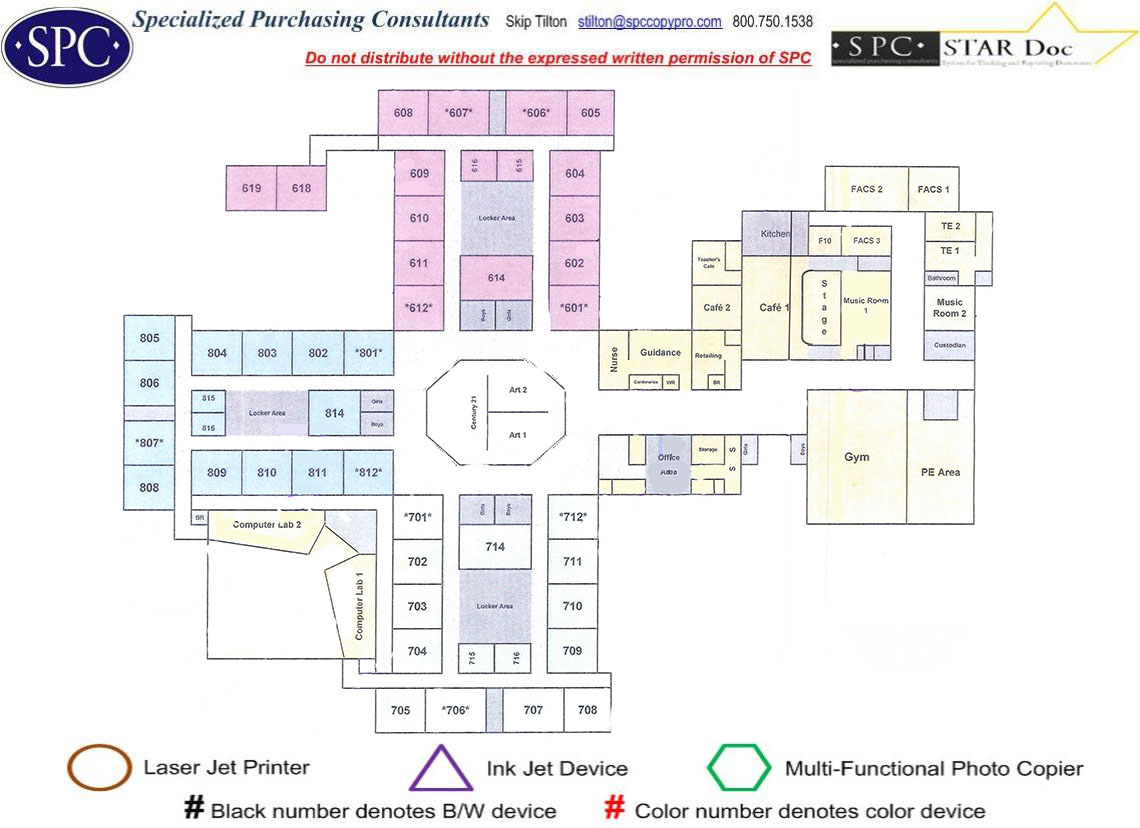 Specialized Purchasing Consultants Skip Tilton stilton@spccopypro.com 800.750.1538
·SPC·
Do not distribute without the expressed written permission of SPC
·SPC·
specialized purchasing consultants
STAR Doc
System for Tracking and Reporting Documents
608 *607* *606* 605
619 618
609 616 615 604
610 Locker Area 603
611 602
614
*612* Boys Girls *601*
FACS 2 FACS 1
Kitchen F10 FACS 3 TE 2
TE 1
Teacher's Cafe
Bathroom
Café 2 Café 1 Stage Music Room 1 Music Room 2
Custodian
Nurse Guidance Retailing
Conference WR BR
805
804 803 802 *801*
806
815 Locker Area 814 Girls
816 Boys
*807*
809 810 811 *812*
808
Century 21 Art 2
Art 1
Office Storage SS Girls Boys
Gym PE Area
BR Computer Lab 2
Computer Lab 1
*701* Girls Boys *712*
702 714 711
703 Locker Area 710
704 715 716 709
705 *706* 707 708
Laser Jet Printer Ink Jet Device Multi-Functional Photo Copier
# Black number denotes B/W device # Color number denotes color device